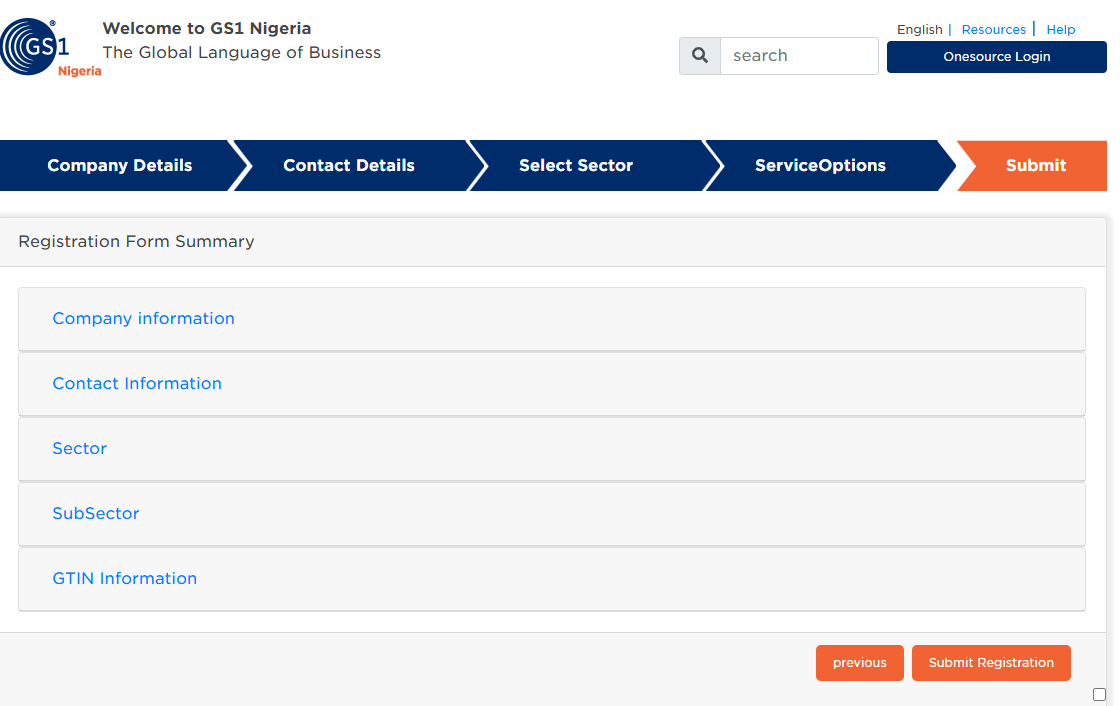 GS1
Nigeria
Welcome to GS1 Nigeria
The Global Language of Business
search
English | Resources | Help
Onesource Login
Company Details
Contact Details
Select Sector
ServiceOptions
Submit
Registration Form Summary
Company information
Contact Information
Sector
SubSector
GTIN Information
previous
Submit Registration